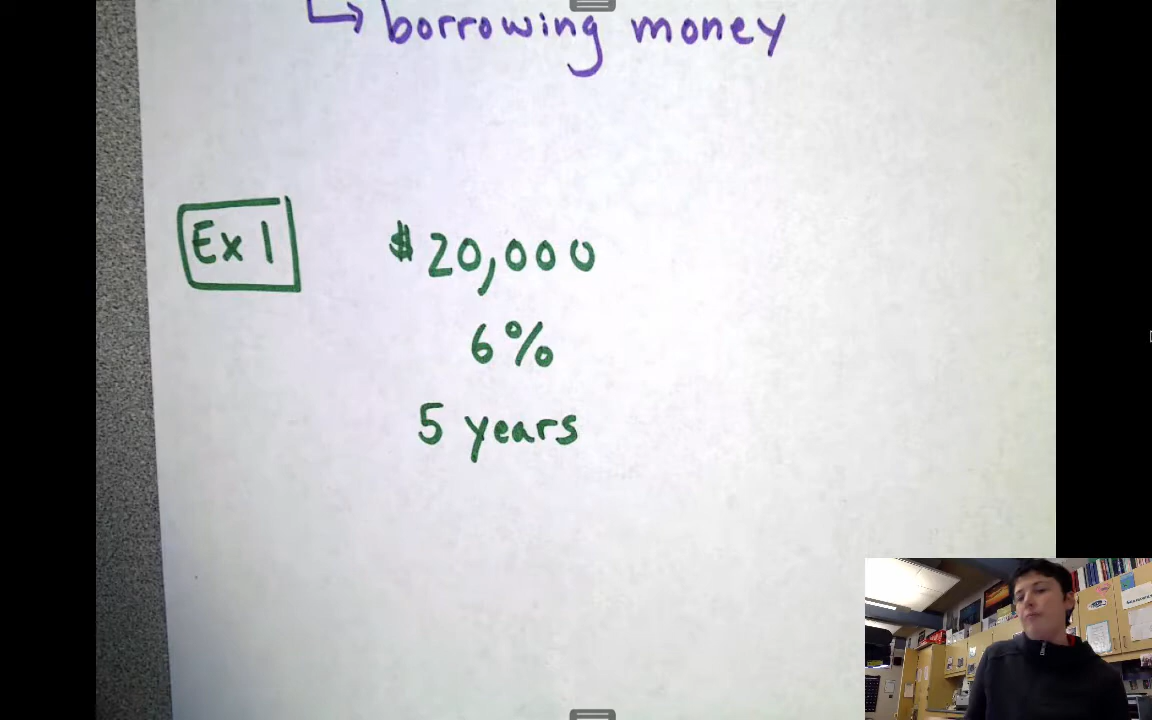 ↳ borrowing money
Ex 1
$20,000
6%
5 years